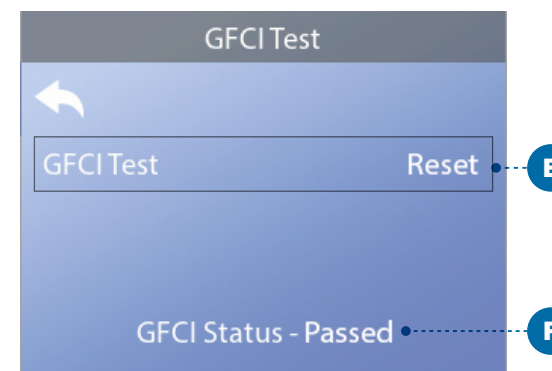 GFCI Test
GFCI Test Reset
E
GFCI Status - Passed
F